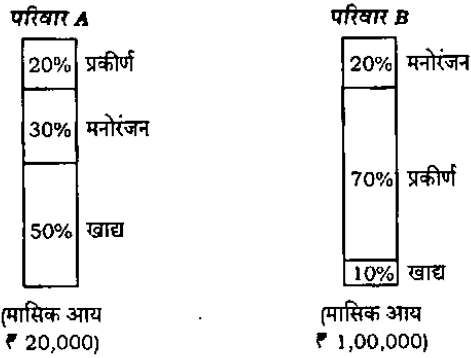 परिवार A
20% प्रकीर्ण
30% मनोरंजन
50% खाद्य
(मासिक आय
₹ 20,000)
परिवार B
20% मनोरंजन
70% प्रकीर्ण
10% खाद्य
(मासिक आय
₹ 1,00,000)